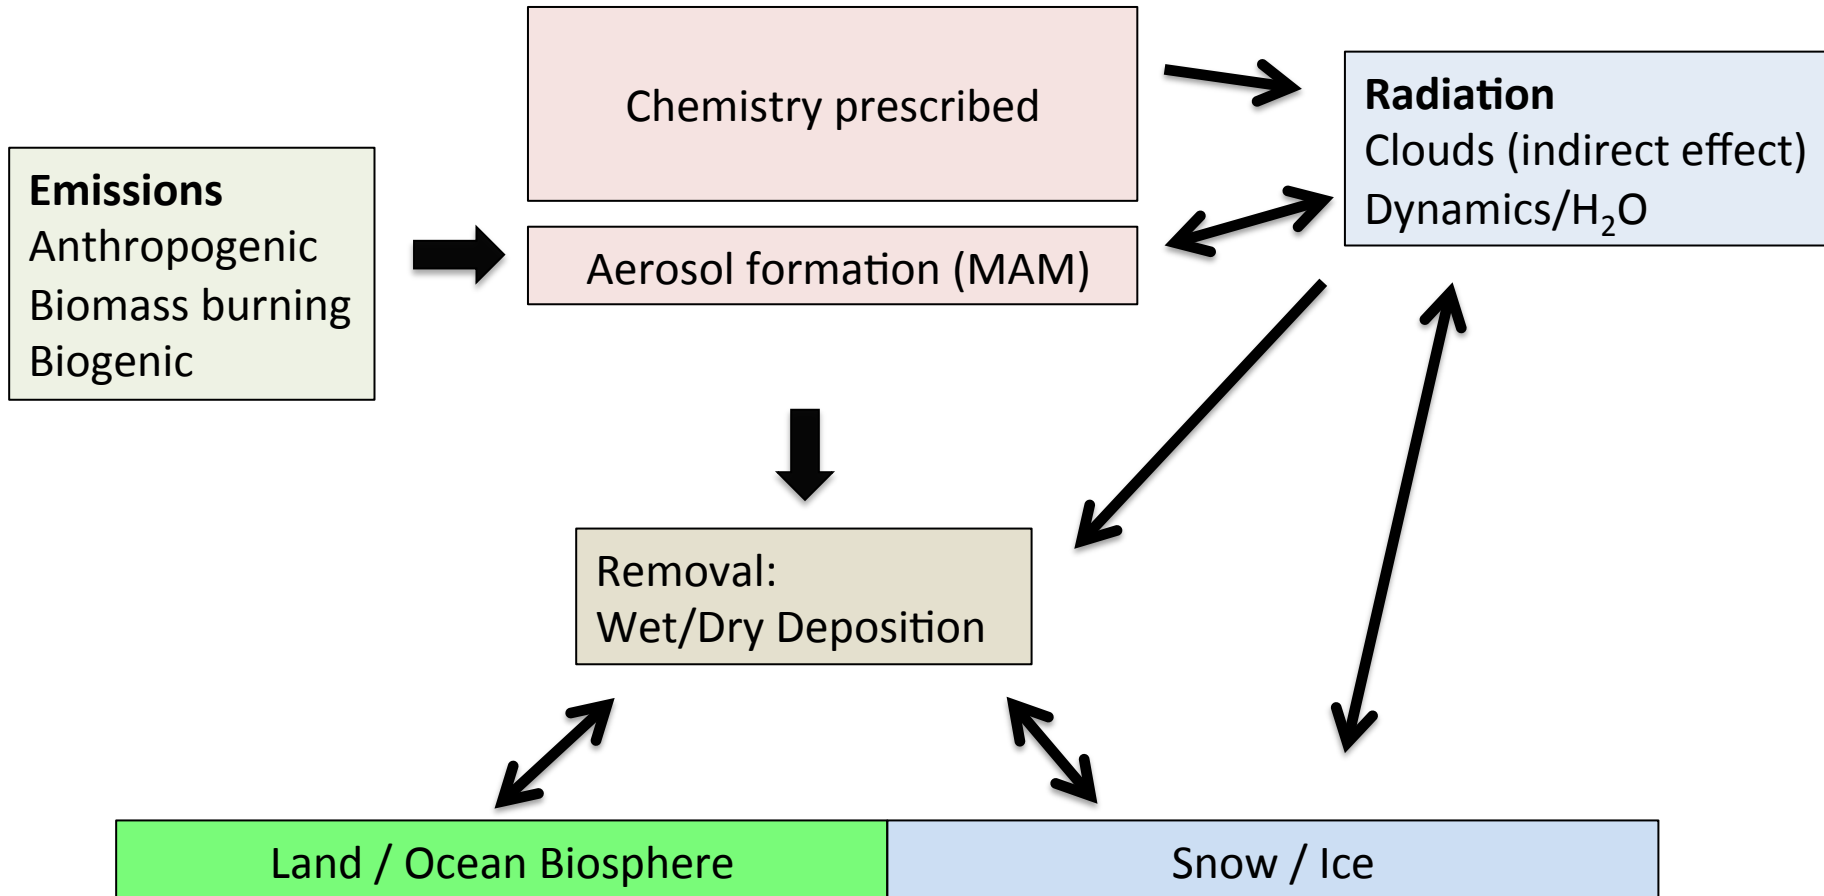 Chemistry prescribed
Radiation
Clouds (indirect effect)
Dynamics/H₂O
Emissions
Anthropogenic
Biomass burning
Biogenic
Aerosol formation (MAM)
Removal:
Wet/Dry Deposition
Land / Ocean Biosphere
Snow / Ice